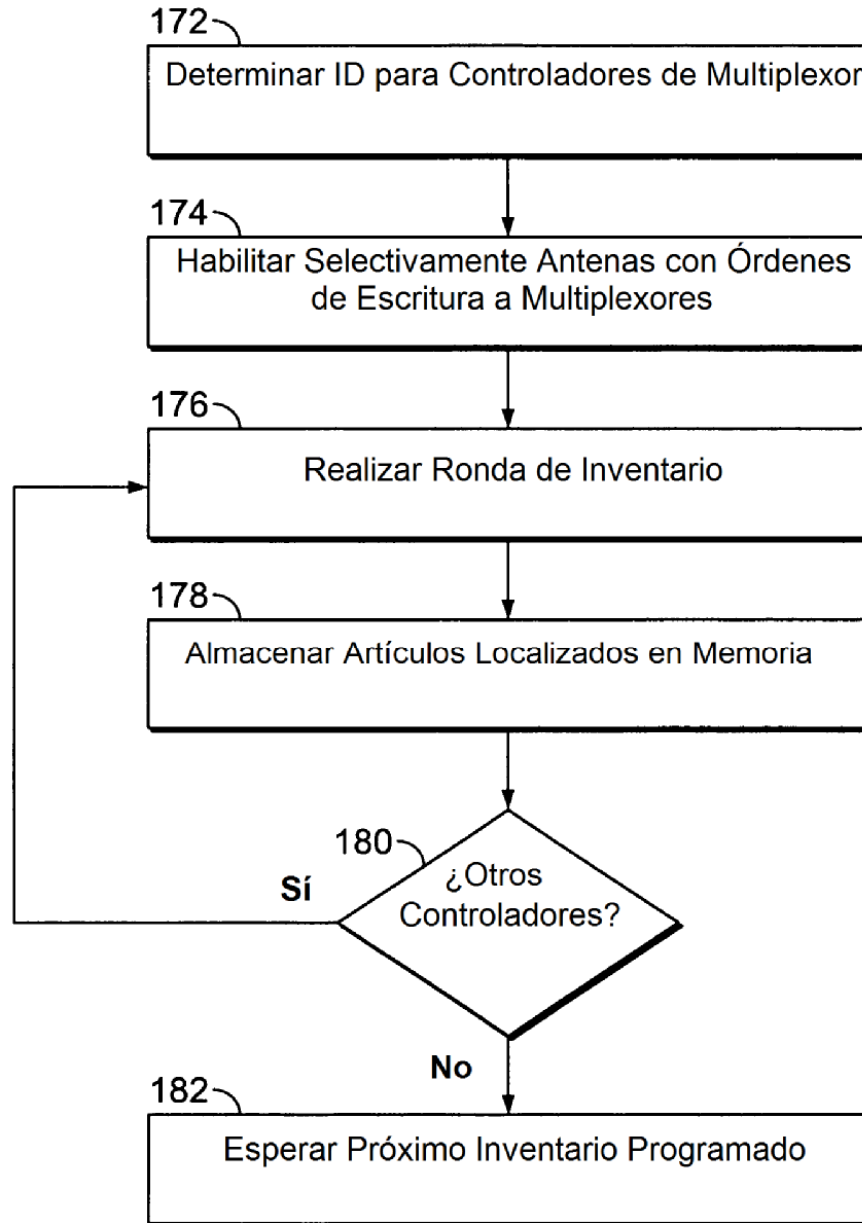 172
Determinar ID para Controladores de Multiplexor
174
Habilitar Selectivamente Antenas con Órdenes
de Escritura a Multiplexores
176
Realizar Ronda de Inventario
178
Almacenar Artículos Localizados en Memoria
180
¿Otros
Controladores?
Sí
No
182
Esperar Próximo Inventario Programado